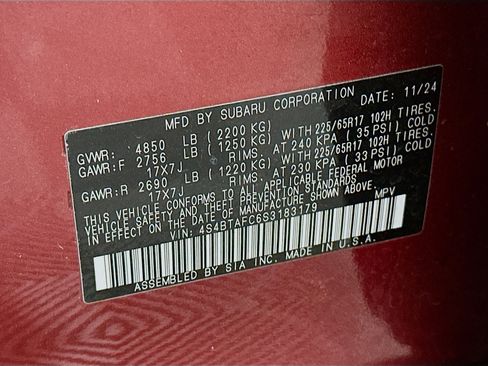 MFD BY SUBARU CORPORATION DATE: 11/24
GVWR: 4850 LB (2200 KG)
GAWR:F 2756 LB (1250 KG) WITH 225/65R17 102H TIRES.
17X7J RIMS. AT 240 KPA (35 PSI) COLD
GAWR:R 2690 LB (1220 KG) WITH 225/65R17 102H TIRES.
17X7J RIMS. AT 230 KPA (33 PSI) COLD
THIS VEHICLE CONFORMS TO ALL APPLICABLE FEDERAL MOTOR
VEHICLE SAFETY AND THEFT PREVENTION STANDARDS
IN EFFECT ON THE DATE OF MANUFACTURE SHOWN ABOVE.
VIN: 4S4BTAFC6S3183179 MPV
ASSEMBLED BY SIA INC. MADE IN U.S.A.